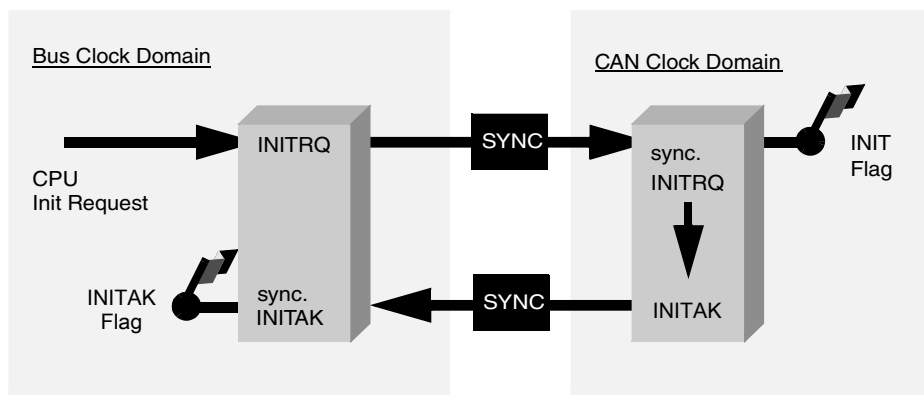 Bus Clock Domain
CAN Clock Domain
INITRQ
SYNC
sync.
INITRQ
INIT
Flag
CPU
Init Request
INITAK
Flag
sync.
INITAK
SYNC
INITAK